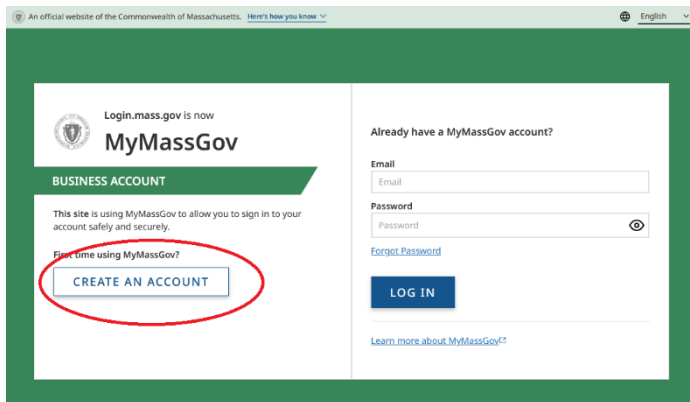 An official website of the Commonwealth of Massachusetts. Here's how you know
English
Login.mass.gov is now
MyMassGov
BUSINESS ACCOUNT
This site is using MyMassGov to allow you to sign in to your
account safely and securely.
First time using MyMassGov?
CREATE AN ACCOUNT
Already have a MyMassGov account?
Email
Email
Password
Password
Forgot Password
LOG IN
Learn more about MyMassGov